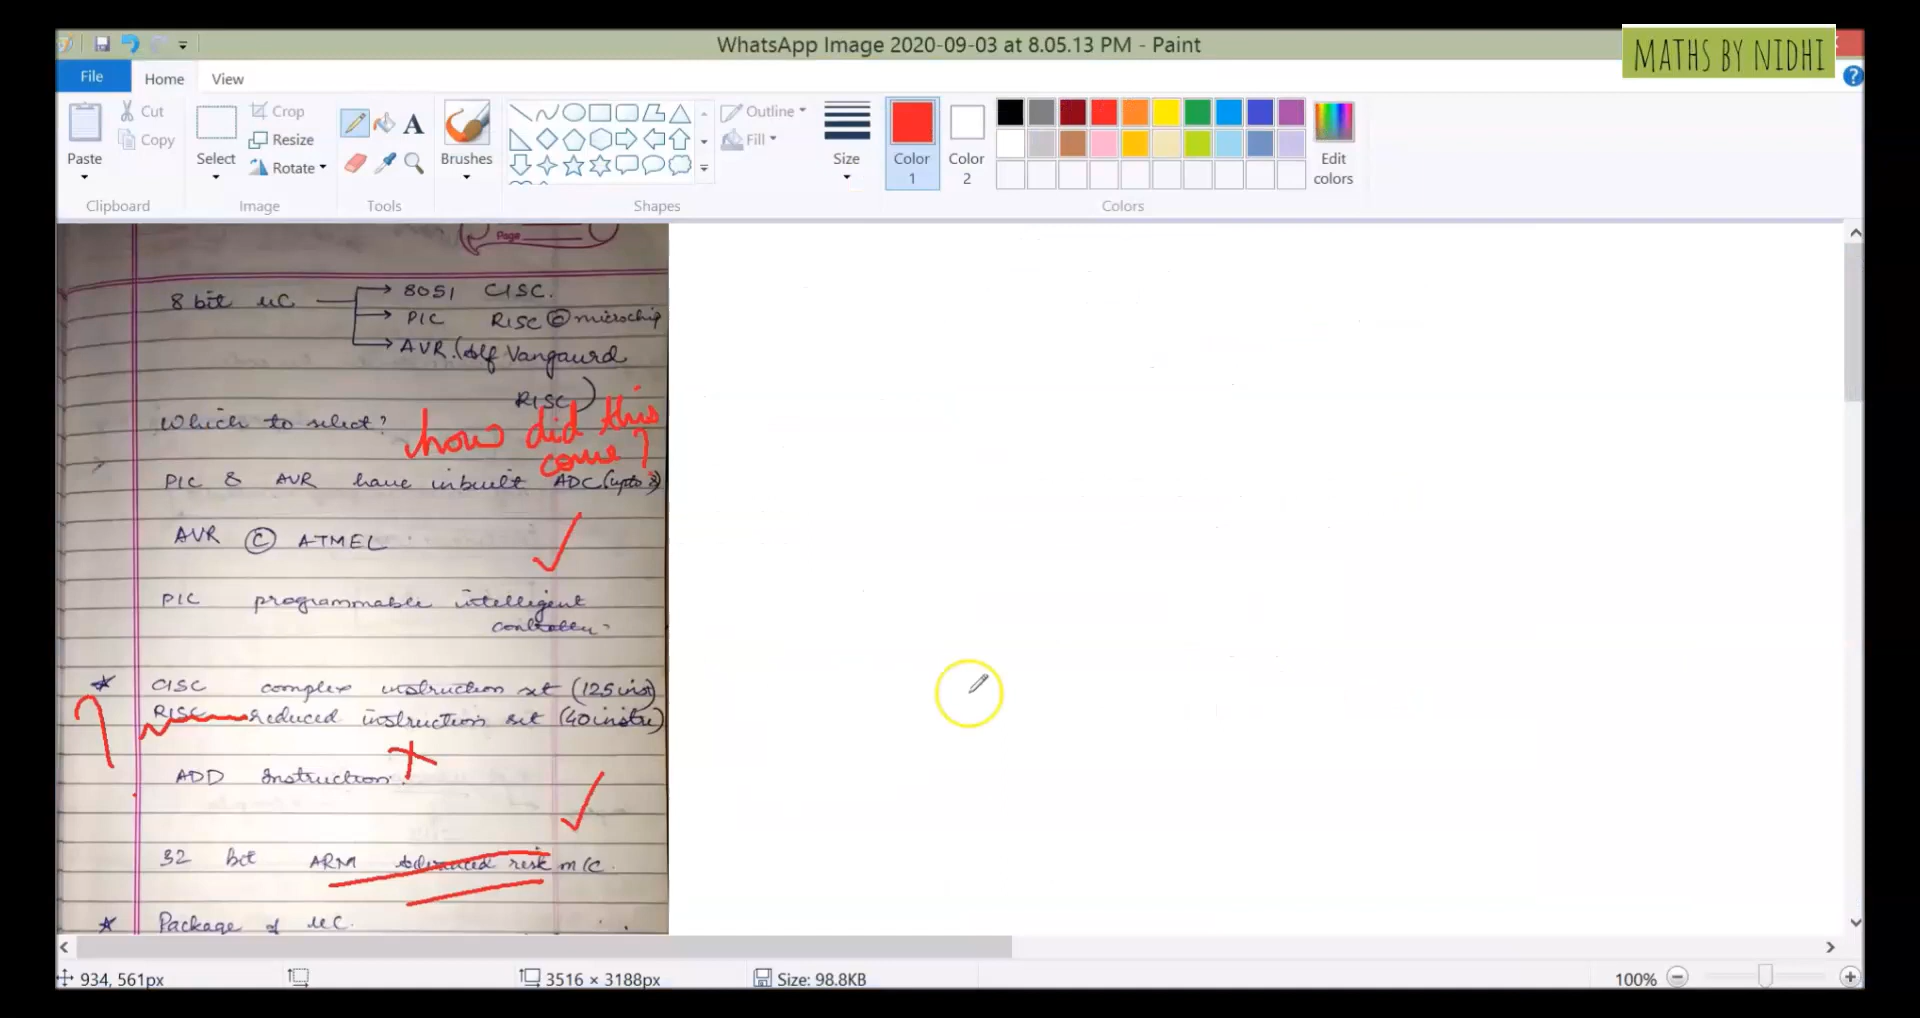 WhatsApp Image 2020-09-03 at 8.05.13 PM - Paint
MATHS BY NIDHI
File Home View
Paste
Cut
Copy
Clipboard
Select
Crop
Resize
Rotate
Image
A
Tools
Brushes
Shapes
Outline
Fill
Size
Color 1
Color 2
Edit colors
Colors
Page
8 bit uC
8051 CISC.
PIC RISC © microchip
AVR (Alf Vangaurd
RISC)
Which to select?
how did this
come ?
PIC & AVR have inbuilt ADC (upto 8)
AVR © ATMEL
PIC programmable intelligent
controller
CISC complex instruction set (125 inst)
RISC reduced instruction set (40 instru)
ADD Instruction.
32 bit ARM advanced risk m/c.
Package of uC.
934, 561px
3516 × 3188px
Size: 98.8KB
100%